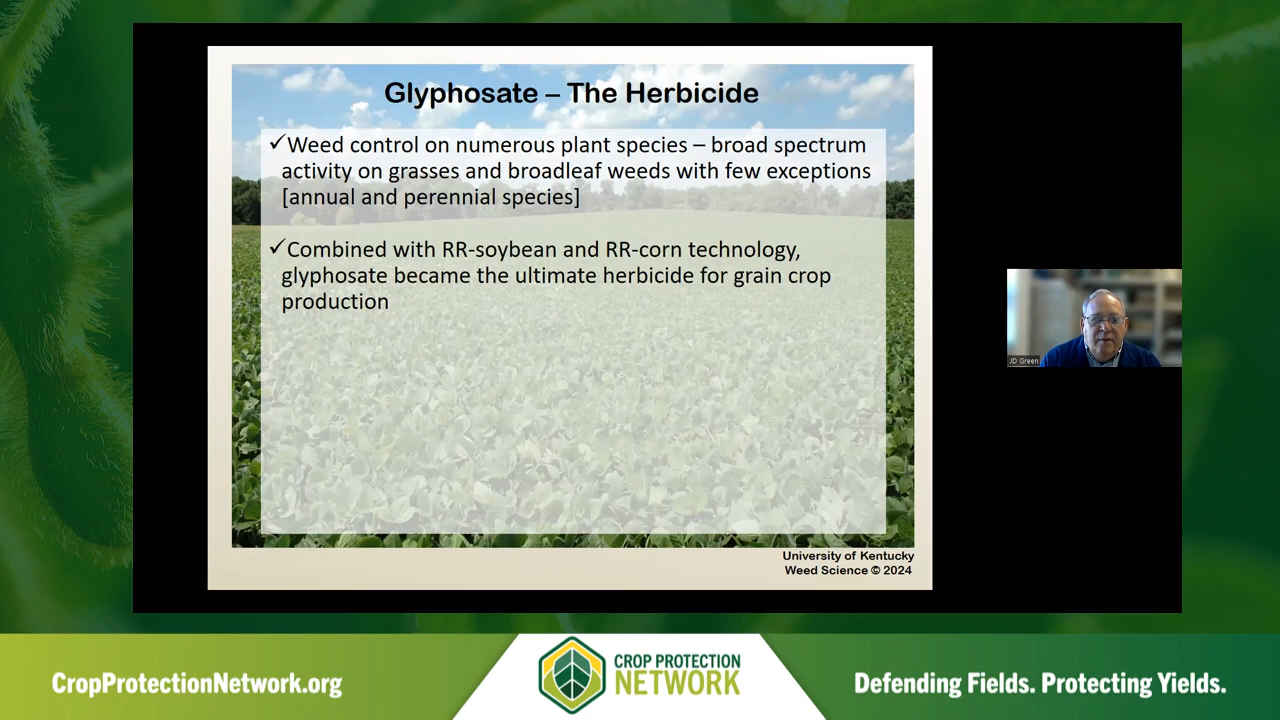 Glyphosate – The Herbicide
✓Weed control on numerous plant species – broad spectrum
activity on grasses and broadleaf weeds with few exceptions
[annual and perennial species]
✓Combined with RR-soybean and RR-corn technology,
glyphosate became the ultimate herbicide for grain crop
production
University of Kentucky
Weed Science © 2024
JD Green
CropProtectionNetwork.org
CROP PROTECTION
NETWORK
Defending Fields. Protecting Yields.